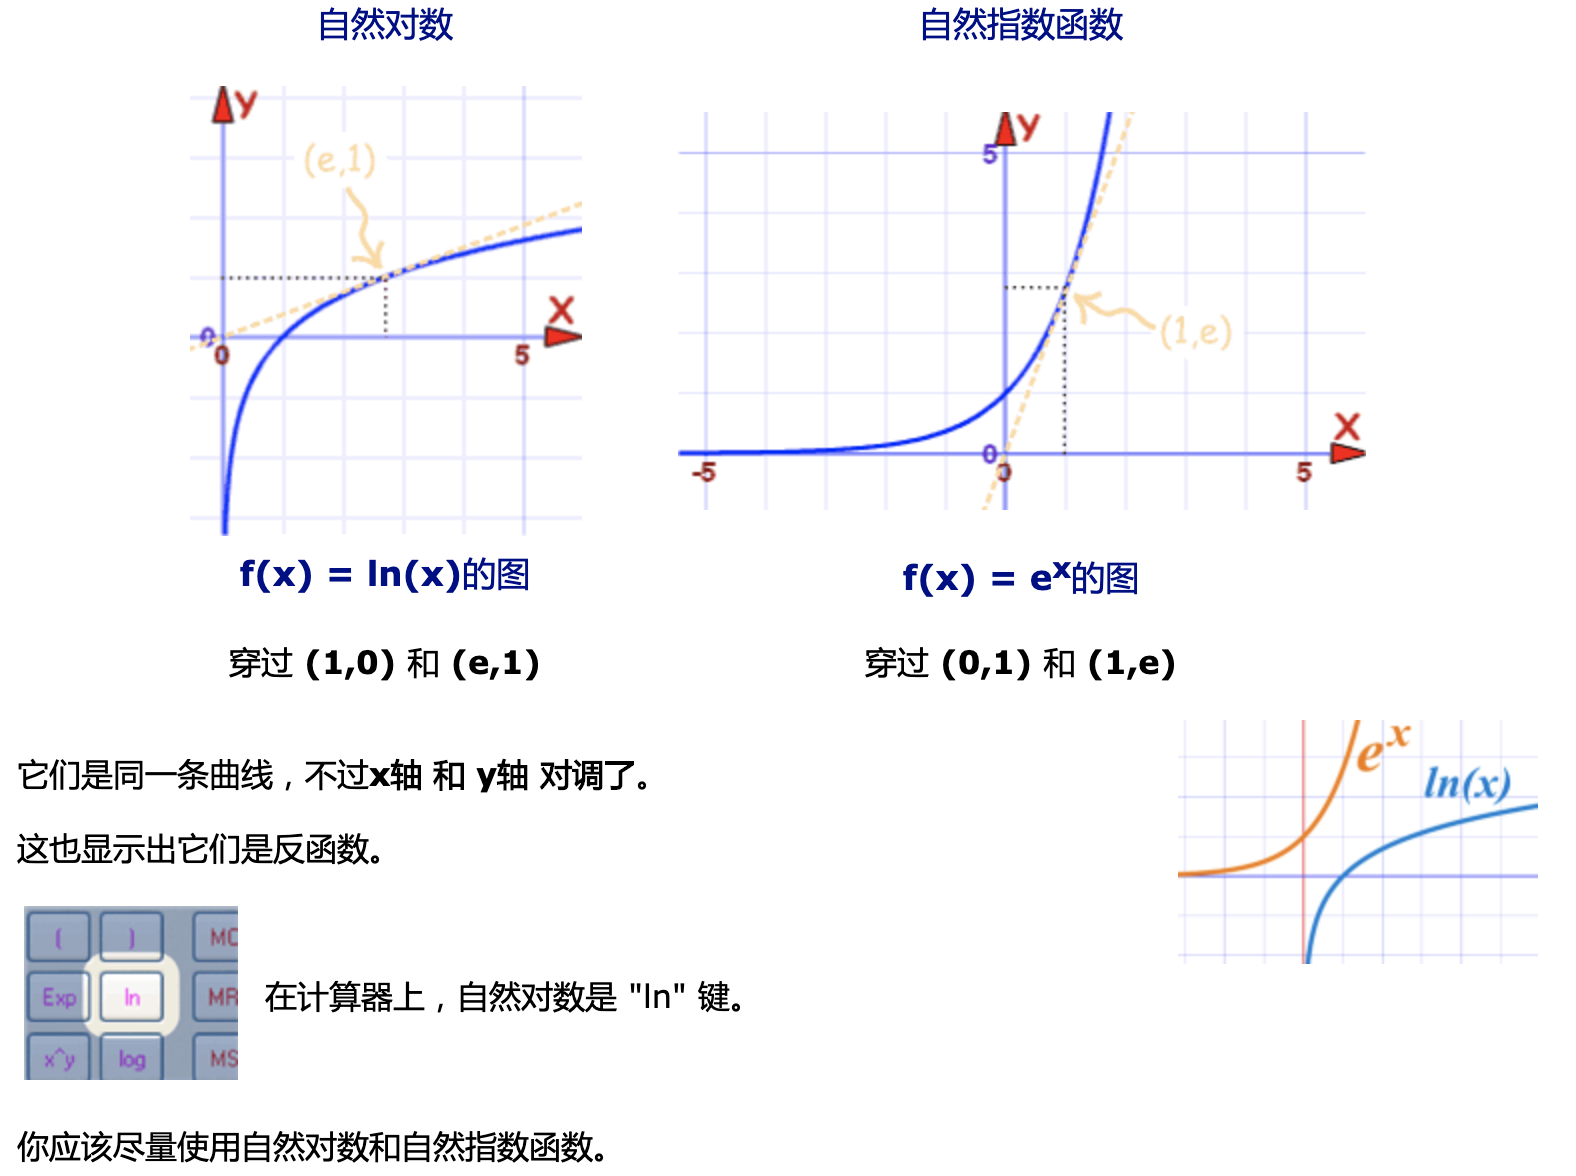 自然对数
自然指数函数
Y
(e,1)
X
0
0
5
Y
5
(1,e)
X
0
-5
0
5
f(x) = ln(x)的图
f(x) = eˣ的图
穿过 (1,0) 和 (e,1)
穿过 (0,1) 和 (1,e)
它们是同一条曲线，不过x轴 和 y轴 对调了。
这也显示出它们是反函数。
eˣ
ln(x)
( ) MC
Exp ln MR
x^y log MS
在计算器上，自然对数是 "ln" 键。
你应该尽量使用自然对数和自然指数函数。